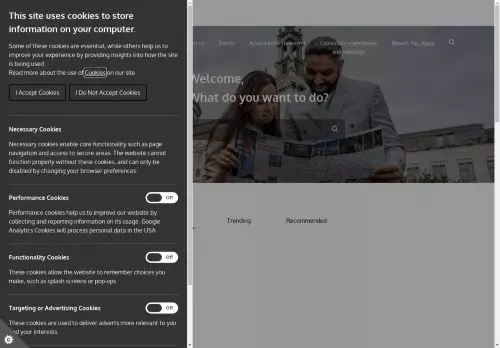 This site uses cookies to store
information on your computer.
Some of these cookies are essential, while others help us to
improve your experience by providing insights into how the site
is being used.
Read more about the use of Cookies on our site
I Accept Cookies
I Do Not Accept Cookies
Necessary Cookies
Necessary cookies enable core functionality such as page
navigation and access to secure areas. The website cannot
function properly without these cookies, and can only be
disabled by changing your browser preferences.
Performance Cookies
Off
Performance cookies help us to improve our website by
collecting and reporting information on its usage. Google
Analytics Cookies will process personal data in the USA
Functionality Cookies
Off
These cookies allow the website to remember choices you
make, such as splash screens or pop-ups.
Targeting or Advertising Cookies
Off
These cookies are used to deliver adverts more relevant to you
and your interests.
us
Events
Accessibility statement
Councillors, committees
and meetings
Report, Pay, Apply
Welcome,
What do you want to do?
Trending
Recommended